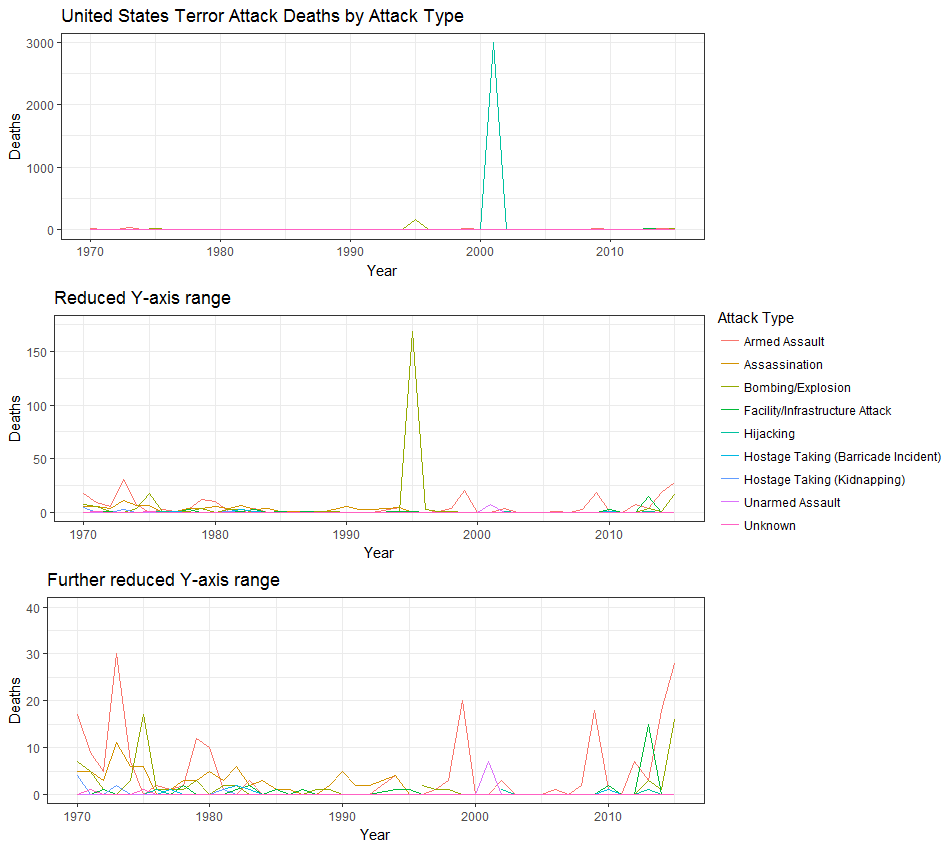 United States Terror Attack Deaths by Attack Type
3000
2000
1000
0
Deaths
1970 1980 1990 2000 2010
Year
Reduced Y-axis range
150
100
50
0
Deaths
1970 1980 1990 2000 2010
Year
Attack Type
Armed Assault
Assassination
Bombing/Explosion
Facility/Infrastructure Attack
Hijacking
Hostage Taking (Barricade Incident)
Hostage Taking (Kidnapping)
Unarmed Assault
Unknown
Further reduced Y-axis range
40
30
20
10
0
Deaths
1970 1980 1990 2000 2010
Year